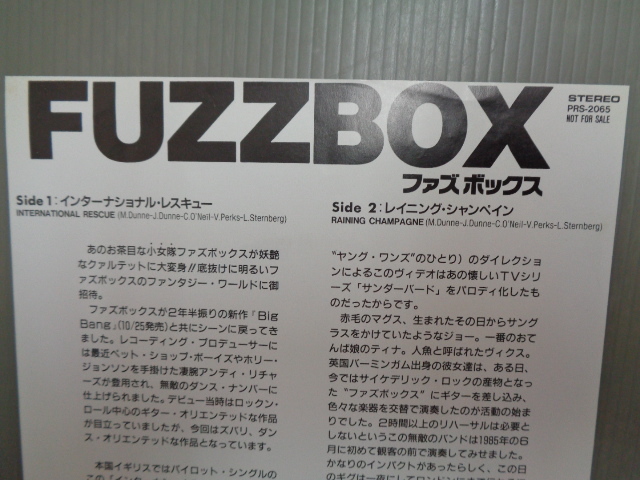 FUZZBOX
STEREO
PRS-2065
NOT FOR SALE
ファズ ボックス
Side 1：インターナショナル・レスキュー
INTERNATIONAL RESCUE (M.Dunne-J.Dunne-C.O'Neil-V.Perks-L.Sternberg)
Side 2：レイニング・シャンペイン
RAINING CHAMPAGNE (M.Dunne-J.Dunne-C.O'Neil-V.Perks-L.Sternberg)
あのお茶目な小女隊ファズボックスが妖艶
なクァルテットに大変身!!底抜けに明るいフ
ァズボックスのファンタジー・ワールドに御
招待。
ファズボックスが2年半振りの新作「Big
Bang」(10/25発売)と共にシーンに戻ってき
ました。レコーディング・プロデューサーに
は最近ペット・ショップ・ボーイズやホリー・
ジョンソンを手掛けた凄腕アンディ・リチャ
ーズが登用され、無敵のダンス・ナンバーに
仕上げられました。デビュー当時はロックン・
ロール中心のギター・オリエンテッドな作品
が目立っていましたが、今回はズバリ、ダン
ス・オリエンテッドな作品となっています。
本国イギリスではパイロット・シングルの
“ヤング・ワンズ”のひとり）のダイレクショ
ンによるこのヴィデオはあの懐しいTVシリ
ーズ「サンダーバード」をパロディ化したも
のだったからです。
赤毛のマグス、生まれたその日からサング
ラスをかけていたようなジョー。一番のおて
んば娘のティナ。人魚と呼ばれたヴィクス。
英国バーミンガム出身の彼女達は、ある日、
今ではサイケデリック・ロックの産物となっ
た“ファズボックス”にギターを差し込み、
色々な楽器を交替で演奏したのが活動の始ま
りでした。2時間以上のリハーサルは必要と
しないというこの無敵のバンドは1985年の6
月に初めて観客の前で演奏してみせました。
かなりのインパクトがあったらしく、この日